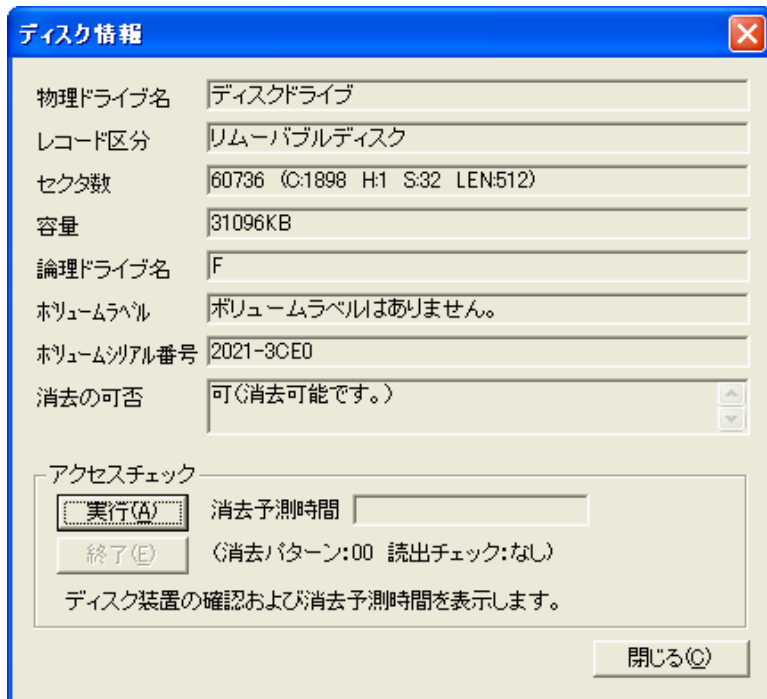 ディスク情報
物理ドライブ名 ディスクドライブ
レコード区分 リムーバブルディスク
セクタ数 60736 (C:1898 H:1 S:32 LEN:512)
容量 31096KB
論理ドライブ名 F
ボリュームラベル ボリュームラベルはありません。
ボリュームシリアル番号 2021-3CE0
消去の可否 可(消去可能です。)
アクセスチェック
実行(A) 消去予測時間
終了(E) (消去パターン:00 読出チェック:なし)
ディスク装置の確認および消去予測時間を表示します。
閉じる(C)